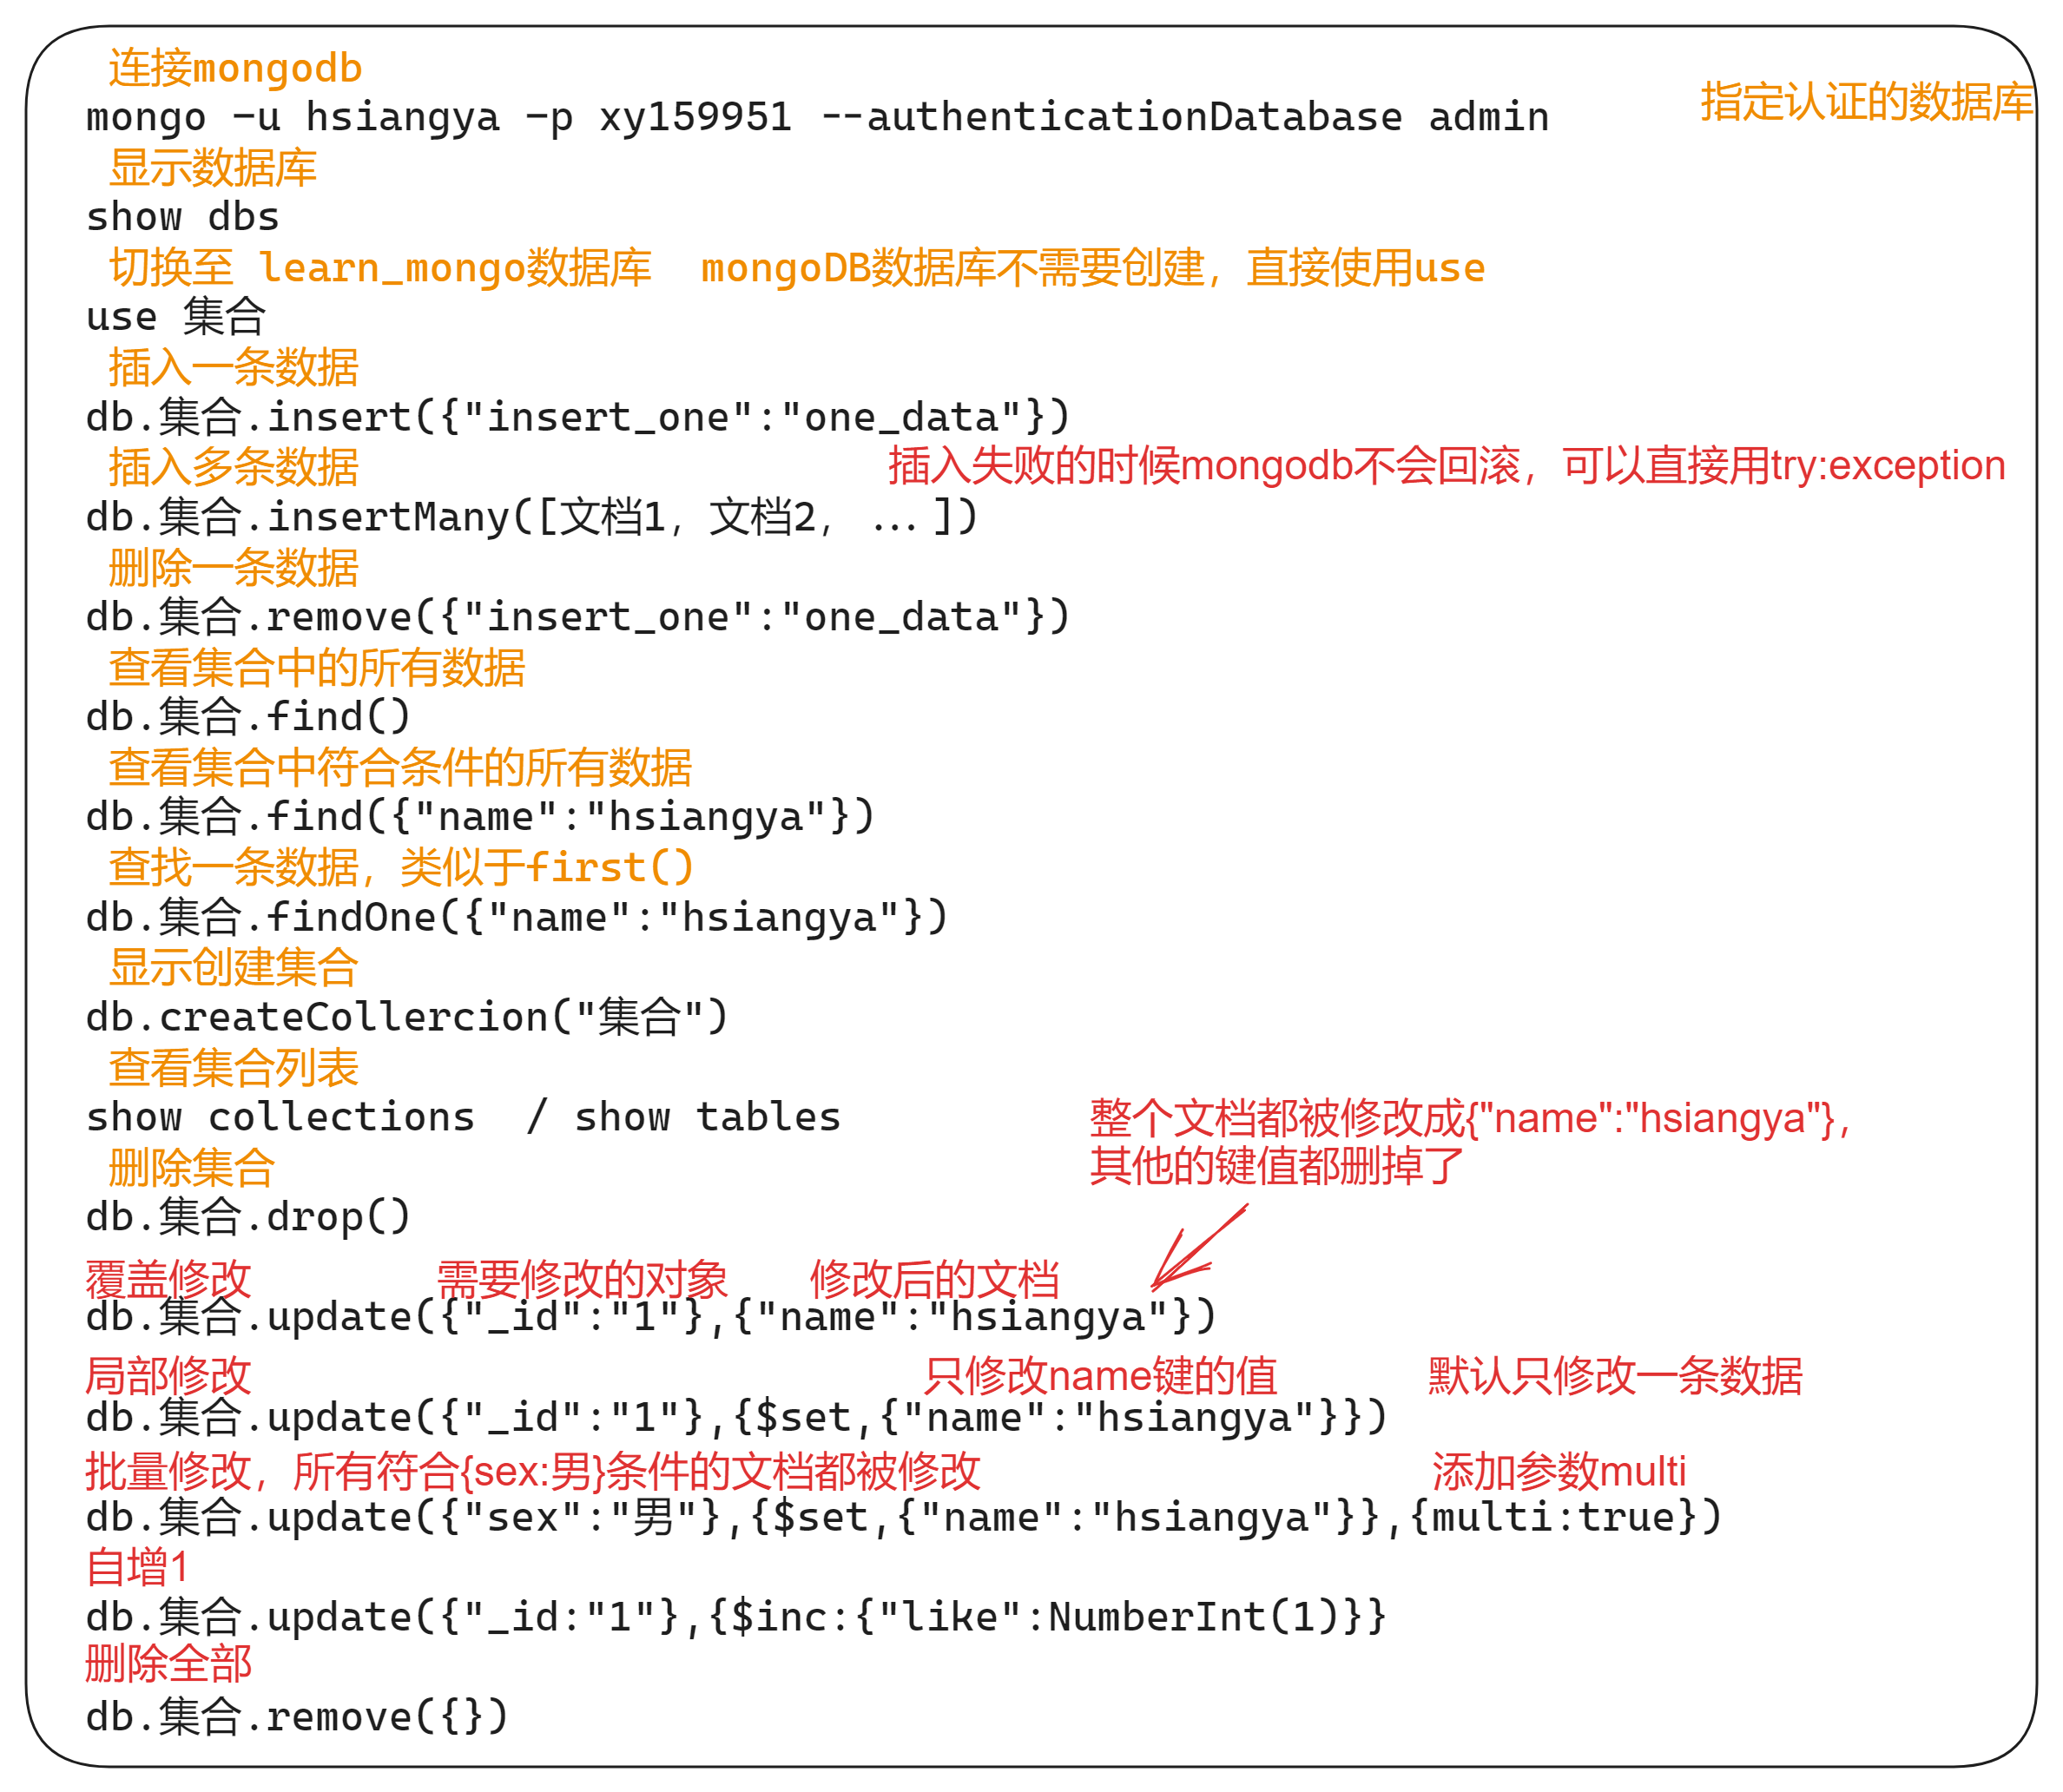 连接mongodb
mongo -u hsiangya -p xy159951 --authenticationDatabase admin
指定认证的数据库
显示数据库
show dbs
切换至 learn_mongo数据库  mongoDB数据库不需要创建，直接使用use
use 集合
插入一条数据
db.集合.insert({"insert_one":"one_data"})
插入多条数据
插入失败的时候mongodb不会回滚，可以直接用try:exception
db.集合.insertMany([文档1，文档2， ...])
删除一条数据
db.集合.remove({"insert_one":"one_data"})
查看集合中的所有数据
db.集合.find()
查看集合中符合条件的所有数据
db.集合.find({"name":"hsiangya"})
查找一条数据，类似于first()
db.集合.findOne({"name":"hsiangya"})
显示创建集合
db.createCollercion("集合")
查看集合列表
show collections  / show tables
整个文档都被修改成{"name":"hsiangya"}，
其他的键值都删掉了
删除集合
db.集合.drop()
覆盖修改 需要修改的对象 修改后的文档
db.集合.update({"_id":"1"},{"name":"hsiangya"})
局部修改 只修改name键的值 默认只修改一条数据
db.集合.update({"_id":"1"},{$set,{"name":"hsiangya"}})
批量修改，所有符合{sex:男}条件的文档都被修改 添加参数multi
db.集合.update({"sex":"男"},{$set,{"name":"hsiangya"}},{multi:true})
自增1
db.集合.update({"_id:"1"},{$inc:{"like":NumberInt(1)}}
删除全部
db.集合.remove({})